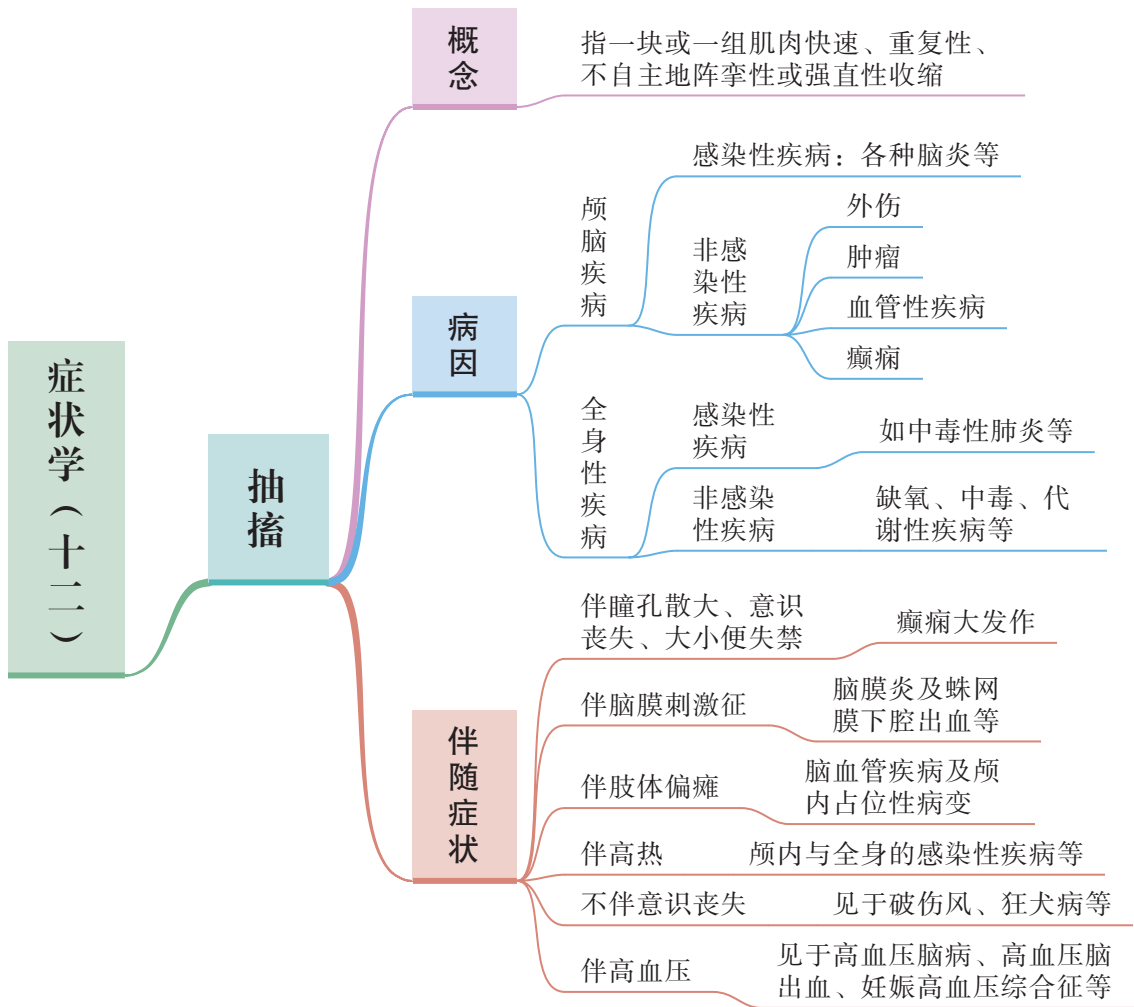 症状学（十二）
抽搐
概念
指一块或一组肌肉快速、重复性、
不自主地阵挛性或强直性收缩
病因
颅脑疾病
感染性疾病：各种脑炎等
非感
染性
疾病
外伤
肿瘤
血管性疾病
癫痫
全身性疾病
感染性
疾病
如中毒性肺炎等
非感染
性疾病
缺氧、中毒、代
谢性疾病等
伴随症状
伴瞳孔散大、意识
丧失、大小便失禁
癫痫大发作
伴脑膜刺激征
脑膜炎及蛛网
膜下腔出血等
伴肢体偏瘫
脑血管疾病及颅
内占位性病变
伴高热
颅内与全身的感染性疾病等
不伴意识丧失
见于破伤风、狂犬病等
伴高血压
见于高血压脑病、高血压脑
出血、妊娠高血压综合征等